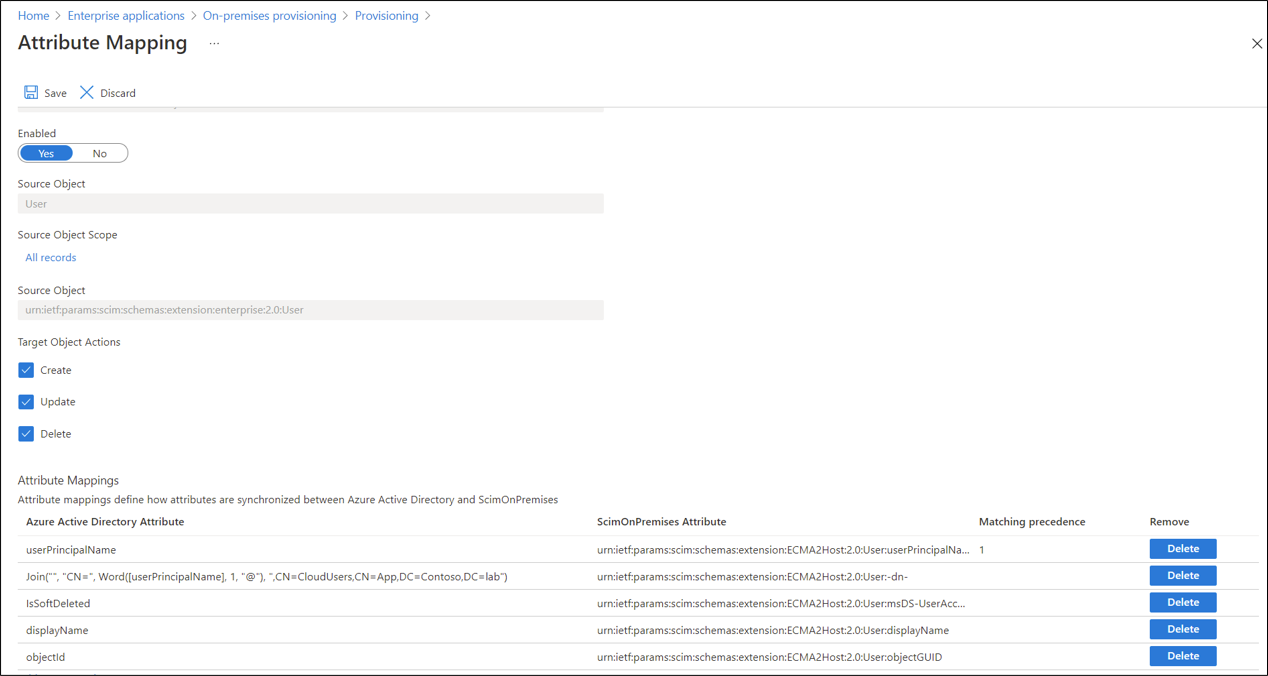 Home > Enterprise applications > On-premises provisioning > Provisioning >
Attribute Mapping ...
Save Discard
Enabled
Yes No
Source Object
User
Source Object Scope
All records
Source Object
urn:ietf:params:scim:schemas:extension:enterprise:2.0:User
Target Object Actions
Create
Update
Delete
Attribute Mappings
Attribute mappings define how attributes are synchronized between Azure Active Directory and ScimOnPremises
Azure Active Directory Attribute ScimOnPremises Attribute Matching precedence Remove
userPrincipalName urn:ietf:params:scim:schemas:extension:ECMA2Host:2.0:User:userPrincipalNa... 1 Delete
Join("", "CN=", Word([userPrincipalName], 1, "@"), ",CN=CloudUsers,CN=App,DC=Contoso,DC=lab") urn:ietf:params:scim:schemas:extension:ECMA2Host:2.0:User:-dn- Delete
IsSoftDeleted urn:ietf:params:scim:schemas:extension:ECMA2Host:2.0:User:msDS-UserAcc... Delete
displayName urn:ietf:params:scim:schemas:extension:ECMA2Host:2.0:User:displayName Delete
objectId urn:ietf:params:scim:schemas:extension:ECMA2Host:2.0:User:objectGUID Delete